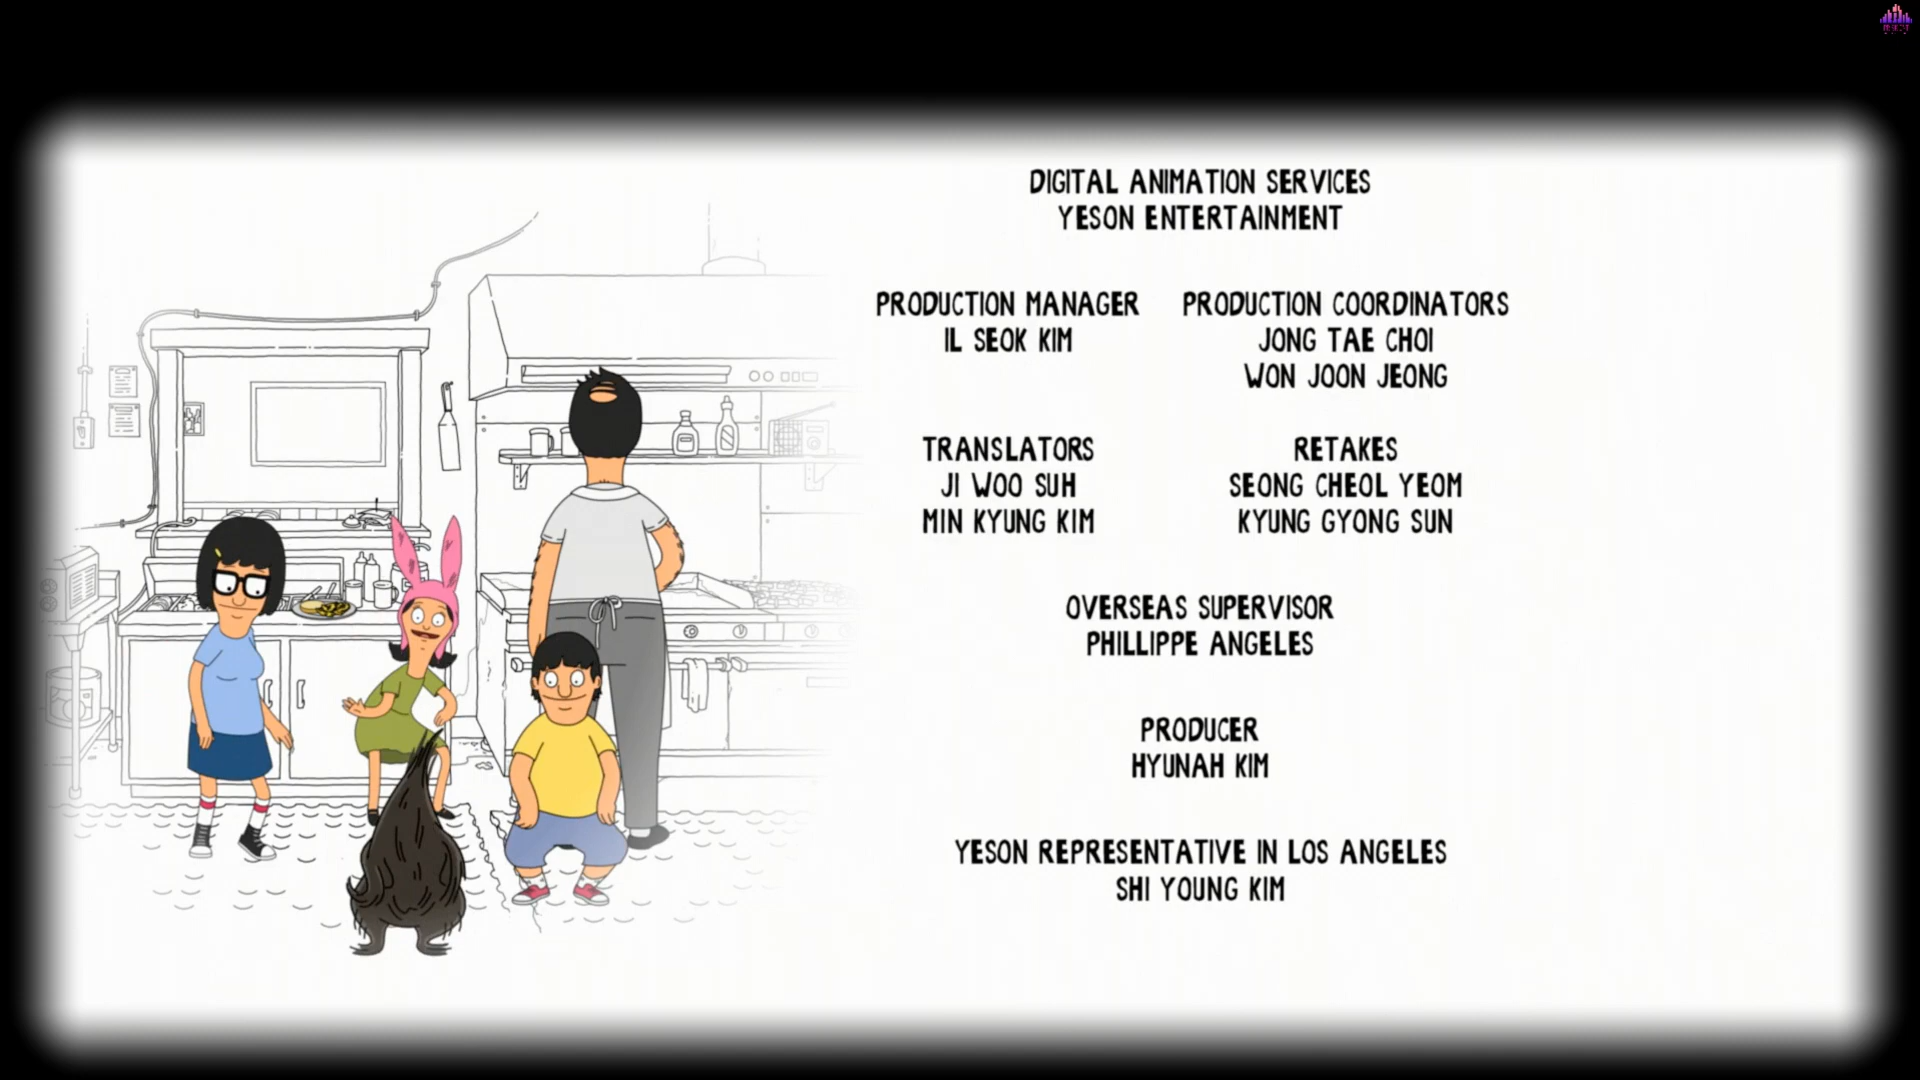 DIGITAL ANIMATION SERVICES
YESON ENTERTAINMENT
PRODUCTION MANAGER
IL SEOK KIM
PRODUCTION COORDINATORS
JONG TAE CHOI
WON JOON JEONG
TRANSLATORS
JI WOO SUH
MIN KYUNG KIM
RETAKES
SEONG CHEOL YEOM
KYUNG GYONG SUN
OVERSEAS SUPERVISOR
PHILLIPPE ANGELES
PRODUCER
HYUNAH KIM
YESON REPRESENTATIVE IN LOS ANGELES
SHI YOUNG KIM